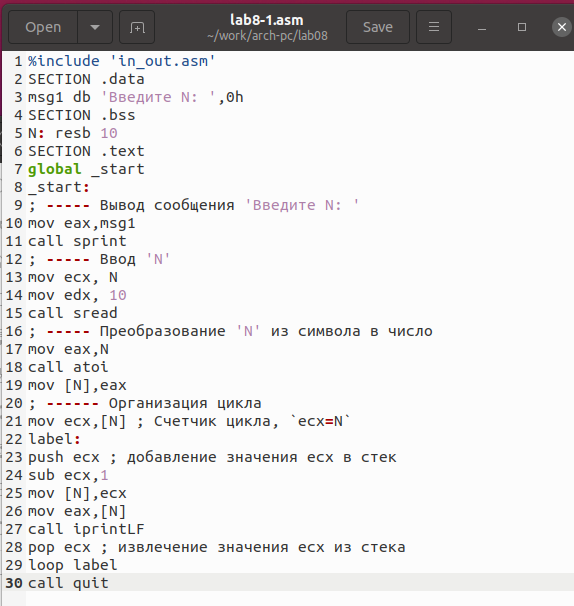 Open
lab8-1.asm
~/work/arch-pc/lab08
Save
1 %include 'in_out.asm'
2 SECTION .data
3 msg1 db 'Введите N: ',0h
4 SECTION .bss
5 N: resb 10
6 SECTION .text
7 global _start
8 _start:
9 ; ----- Вывод сообщения 'Введите N: '
10 mov eax,msg1
11 call sprint
12 ; ----- Ввод 'N'
13 mov ecx, N
14 mov edx, 10
15 call sread
16 ; ----- Преобразование 'N' из символа в число
17 mov eax,N
18 call atoi
19 mov [N],eax
20 ; ------ Организация цикла
21 mov ecx,[N] ; Счетчик цикла, `ecx=N`
22 label:
23 push ecx ; добавление значения ecx в стек
24 sub ecx,1
25 mov [N],ecx
26 mov eax,[N]
27 call iprintLF
28 pop ecx ; извлечение значения ecx из стека
29 loop label
30 call quit